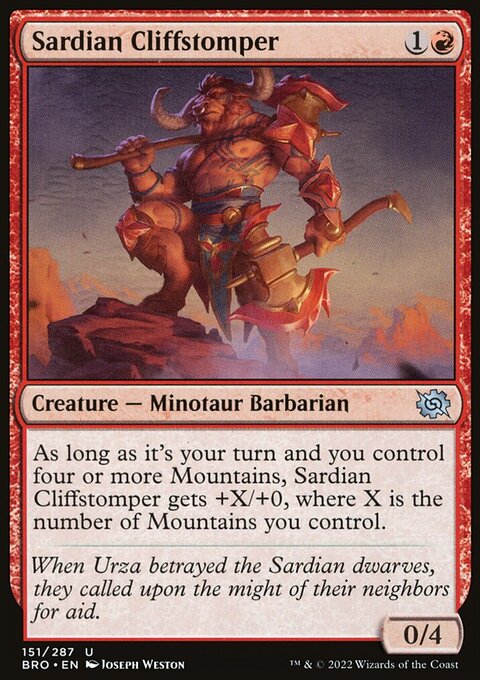 Sardian Cliffstomper 1
Creature — Minotaur Barbarian
As long as it's your turn and you control
four or more Mountains, Sardian
Cliffstomper gets +X/+0, where X is the
number of Mountains you control.
When Urza betrayed the Sardian dwarves,
they called upon the might of their neighbors
for aid.
0/4
151/287 U
BRO • EN Joseph Weston
™ & © 2022 Wizards of the Coast